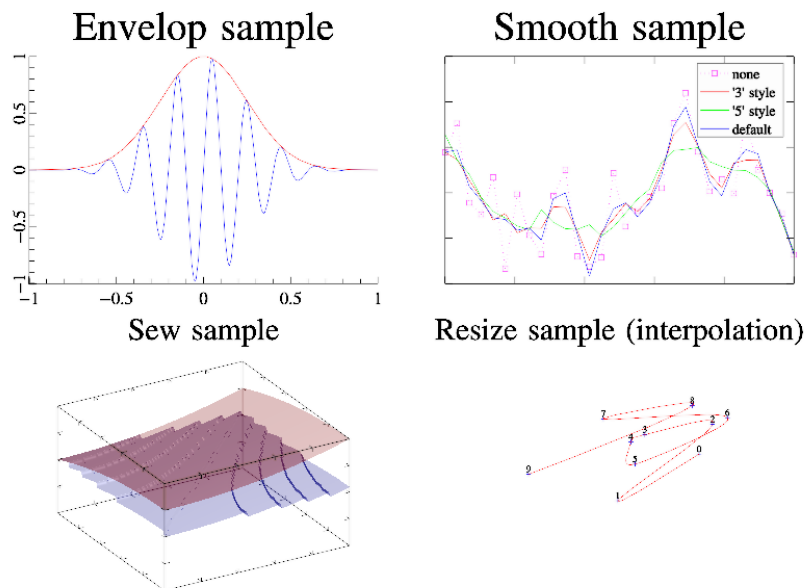 Envelop sample
Smooth sample
1
0.5
0
−0.5
−1
−1
−0.5
0
0.5
1
none
'3' style
'5' style
default
Sew sample
Resize sample (interpolation)
8
7
6
2
3
4
0
5
9
1